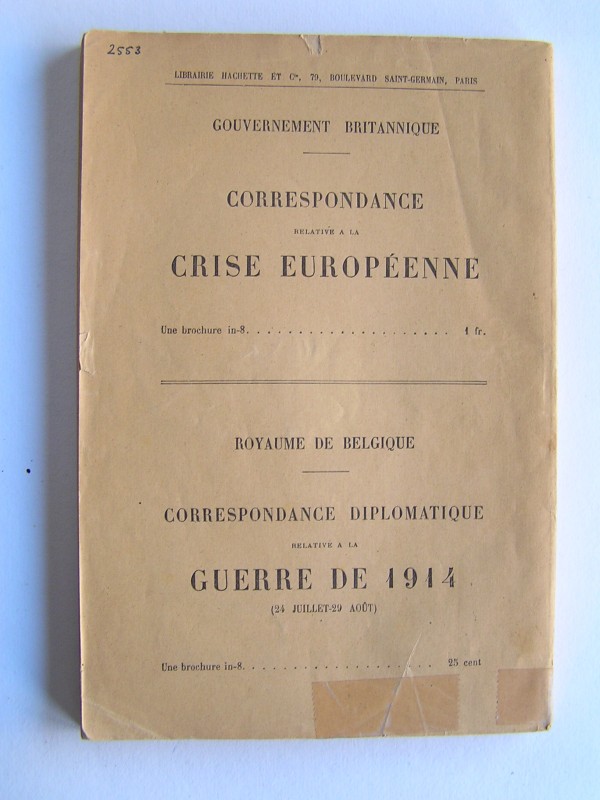 2553
LIBRAIRIE HACHETTE ET Cie, 79, BOULEVARD SAINT-GERMAIN, PARIS
GOUVERNEMENT BRITANNIQUE
CORRESPONDANCE
RELATIVE A LA
CRISE EUROPÉENNE
Une brochure in-8. . . . . . . . . . . . . . . . . . . . . 1 fr.
ROYAUME DE BELGIQUE
CORRESPONDANCE DIPLOMATIQUE
RELATIVE A LA
GUERRE DE 1914
(24 JUILLET-29 AOÛT)
Une brochure in-8. . . . . . . . . . . . . . . . . . . 25 cent